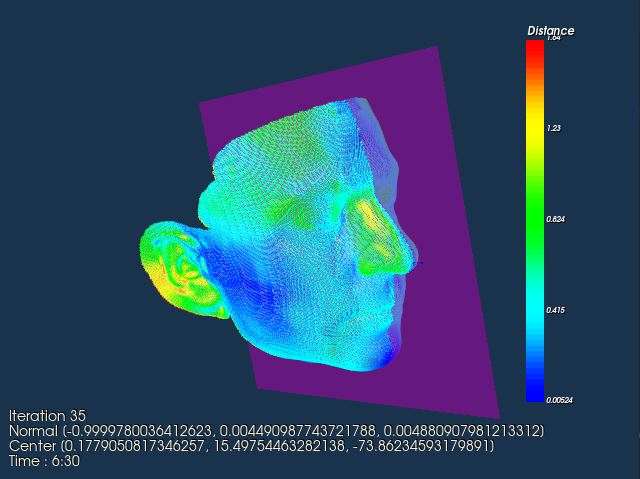 Distance
1.64
1.23
0.824
0.415
0.00524
Iteration 35
Normal [-0.9999780036412623, 0.004490987743721788, 0.004880907981213312]
Center [0.1779050817346257, 15.49754463282138, -73.86234593179891]
Time : 6:30